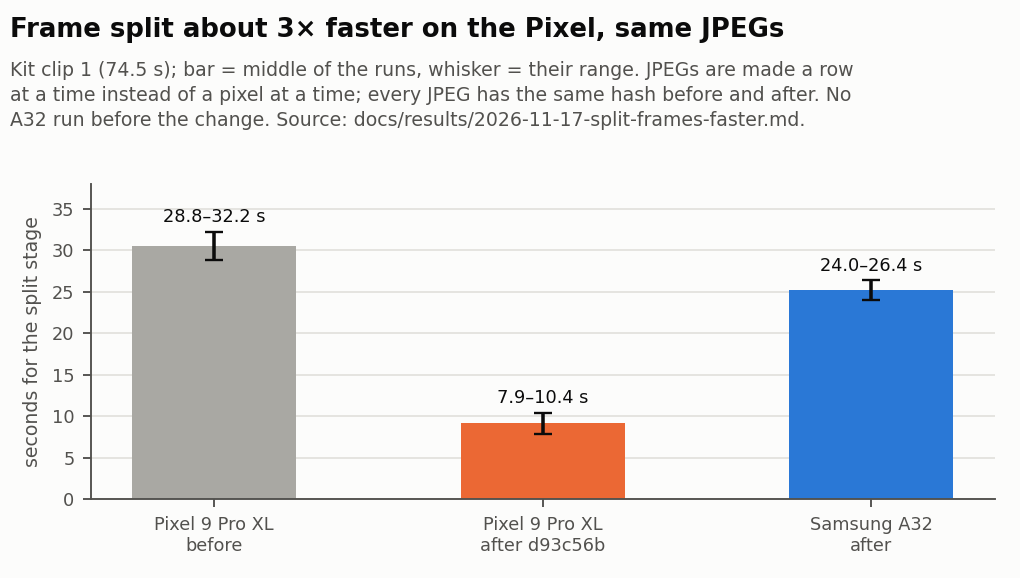 Frame split about 3× faster on the Pixel, same JPEGs
Kit clip 1 (74.5 s); bar = middle of the runs, whisker = their range. JPEGs are made a row
at a time instead of a pixel at a time; every JPEG has the same hash before and after. No
A32 run before the change. Source: docs/results/2026-11-17-split-frames-faster.md.
seconds for the split stage
35
30
25
20
15
10
5
0
28.8–32.2 s
7.9–10.4 s
24.0–26.4 s
Pixel 9 Pro XL
before
Pixel 9 Pro XL
after d93c56b
Samsung A32
after